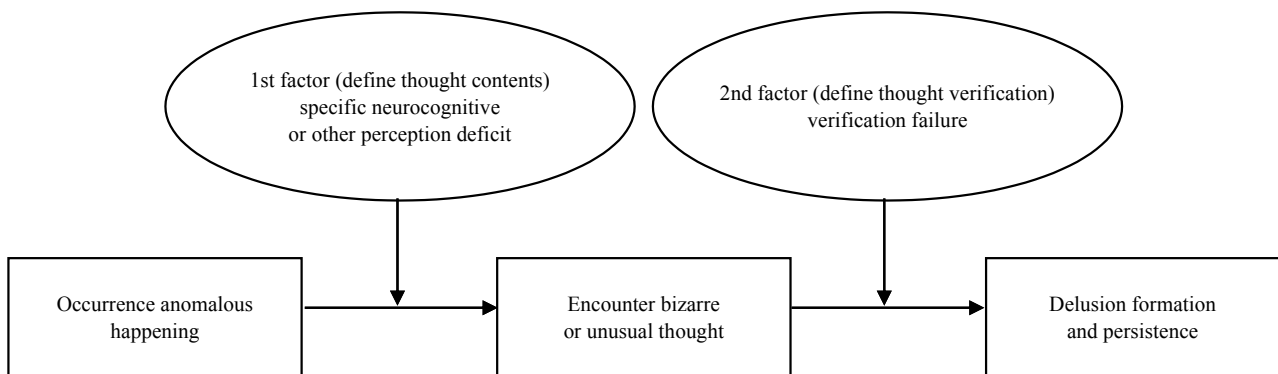 1st factor (define thought contents)
specific neurocognitive
or other perception deficit
2nd factor (define thought verification)
verification failure
Occurrence anomalous
happening
Encounter bizarre
or unusual thought
Delusion formation
and persistence